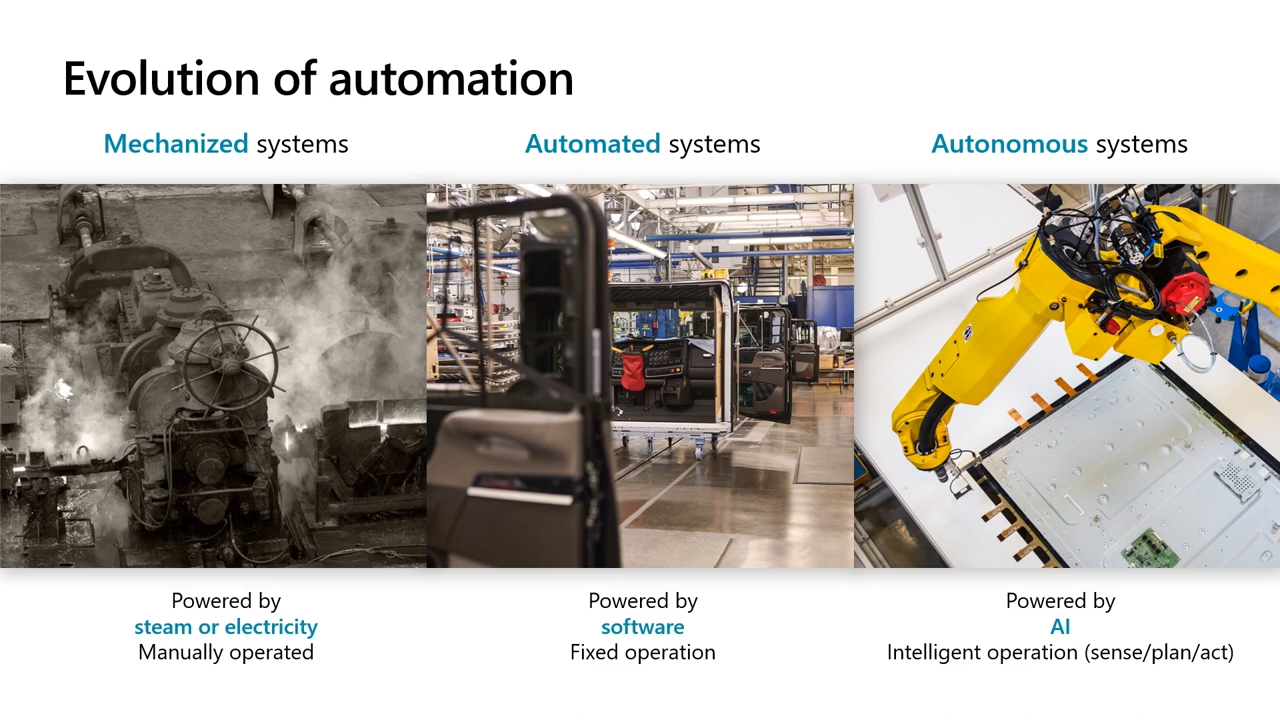 Evolution of automation
Mechanized systems
Automated systems
Autonomous systems
Powered by
steam or electricity
Manually operated
Powered by
software
Fixed operation
Powered by
AI
Intelligent operation (sense/plan/act)